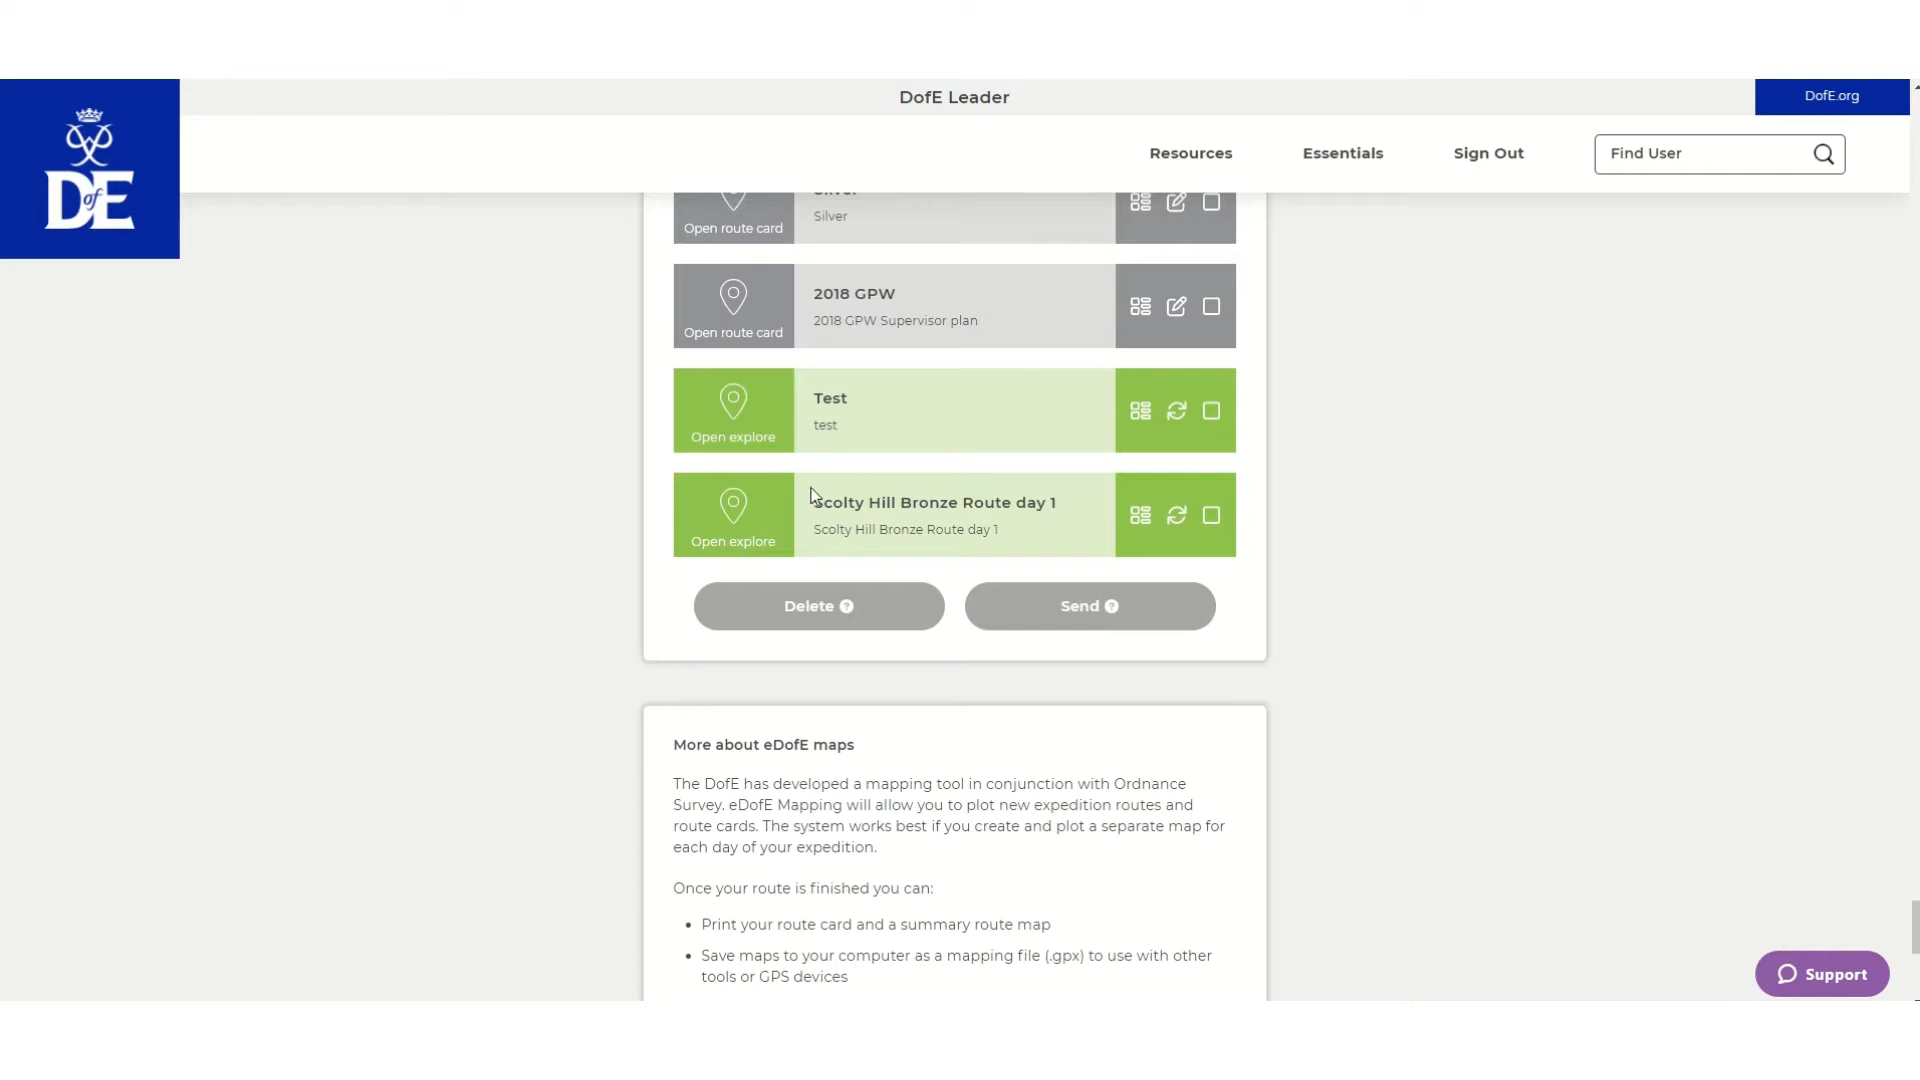 DofE Leader
DofE.org
DofE
Resources
Essentials
Sign Out
Find User
Silver
Silver
Open route card
2018 GPW
2018 GPW Supervisor plan
Open route card
Test
test
Open explore
Scolty Hill Bronze Route day 1
Scolty Hill Bronze Route day 1
Open explore
Delete ?
Send ?
More about eDofE maps
The DofE has developed a mapping tool in conjunction with Ordnance
Survey. eDofE Mapping will allow you to plot new expedition routes and
route cards. The system works best if you create and plot a separate map for
each day of your expedition.
Once your route is finished you can:
• Print your route card and a summary route map
• Save maps to your computer as a mapping file (.gpx) to use with other
tools or GPS devices
Support